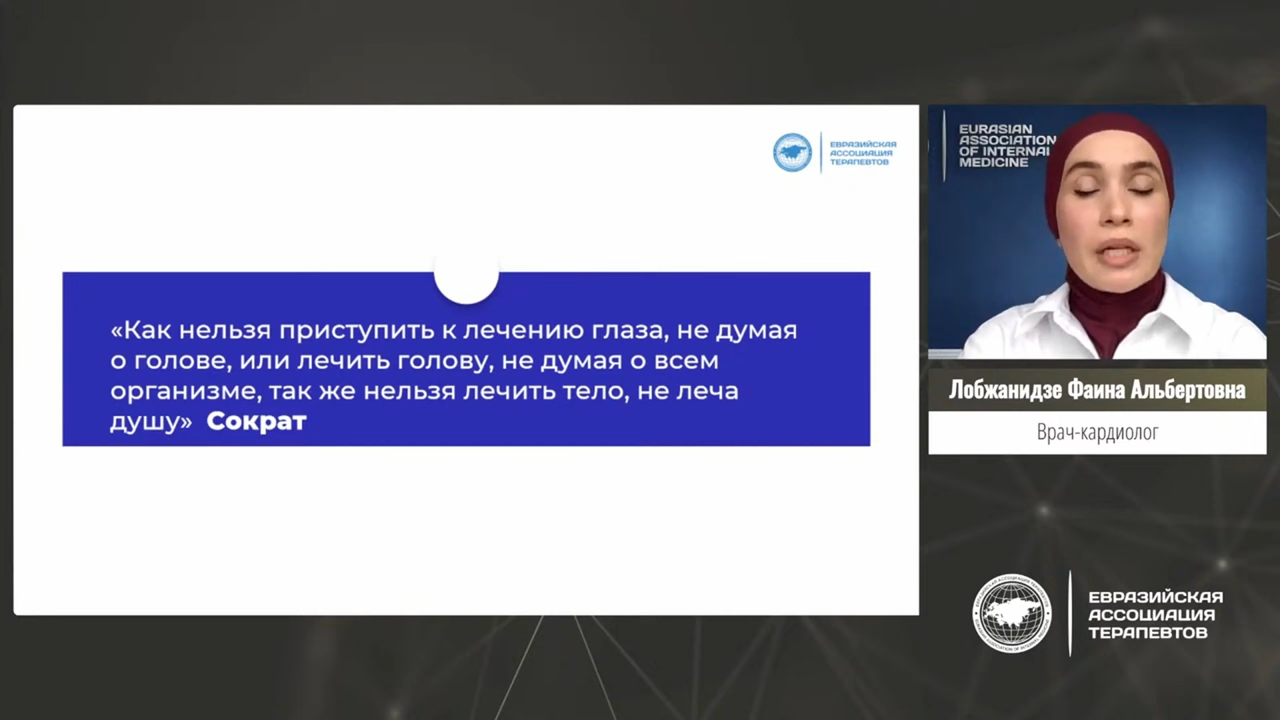 ЕВРАЗИЙСКАЯ
АССОЦИАЦИЯ
ТЕРАПЕВТОВ
«Как нельзя приступить к лечению глаза, не думая
о голове, или лечить голову, не думая о всем
организме, так же нельзя лечить тело, не леча
душу» Сократ
EURASIAN
ASSOCIATION
OF INTERNAL
MEDICINE
Лобжанидзе Фаина Альбертовна
Врач-кардиолог
ЕВРАЗИЙСКАЯ
АССОЦИАЦИЯ
ТЕРАПЕВТОВ